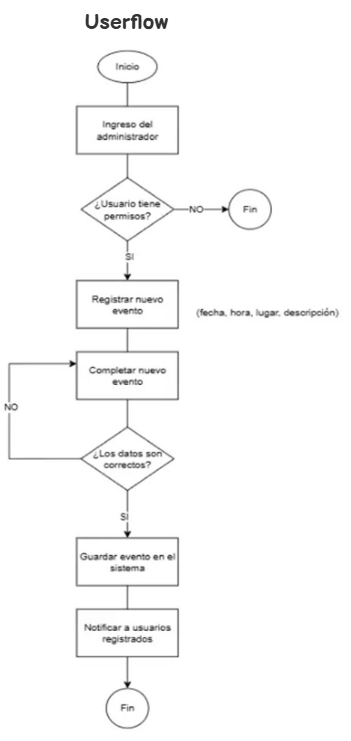 Userflow
Inicio
Ingreso del
administrador
¿Usuario tiene
permisos?
NO
Fin
SI
Registrar nuevo
evento
(fecha, hora, lugar, descripción)
Completar nuevo
evento
NO
¿Los datos son
correctos?
SI
Guardar evento en el
sistema
Notificar a usuarios
registrados
Fin